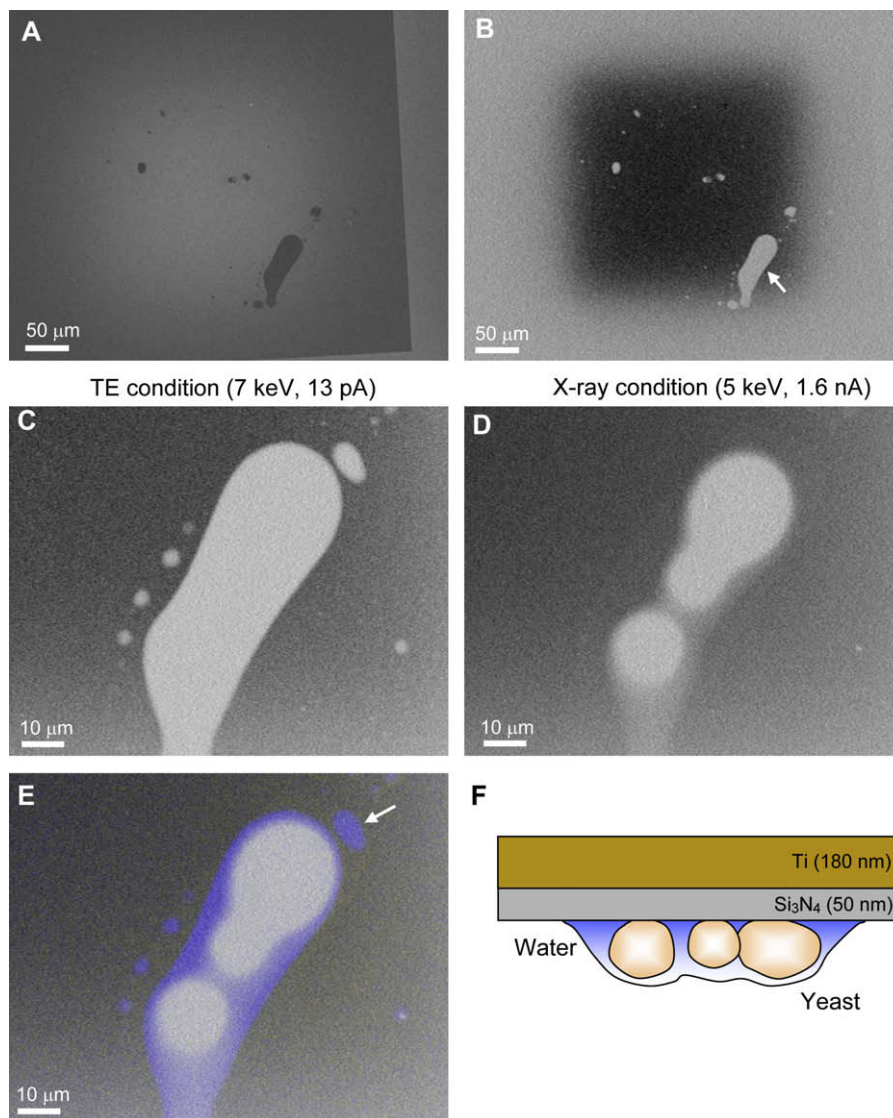 A
B
50 μm
50 μm
TE condition (7 keV, 13 pA)
X-ray condition (5 keV, 1.6 nA)
C
D
10 μm
10 μm
E
F
Ti (180 nm)
Si₃N₄ (50 nm)
Water
Yeast
10 μm